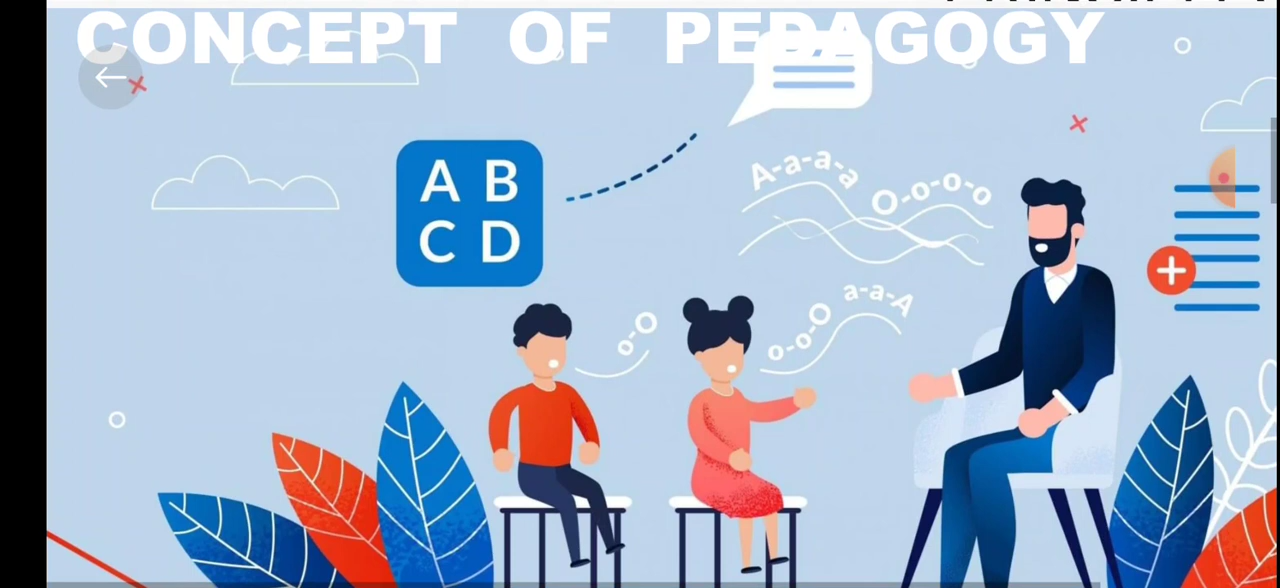 CONCEPT OF PEDAGOGY
A-a-a-a
O-o-o-o
A B
C D
o-O
o-o-O
a-a-A